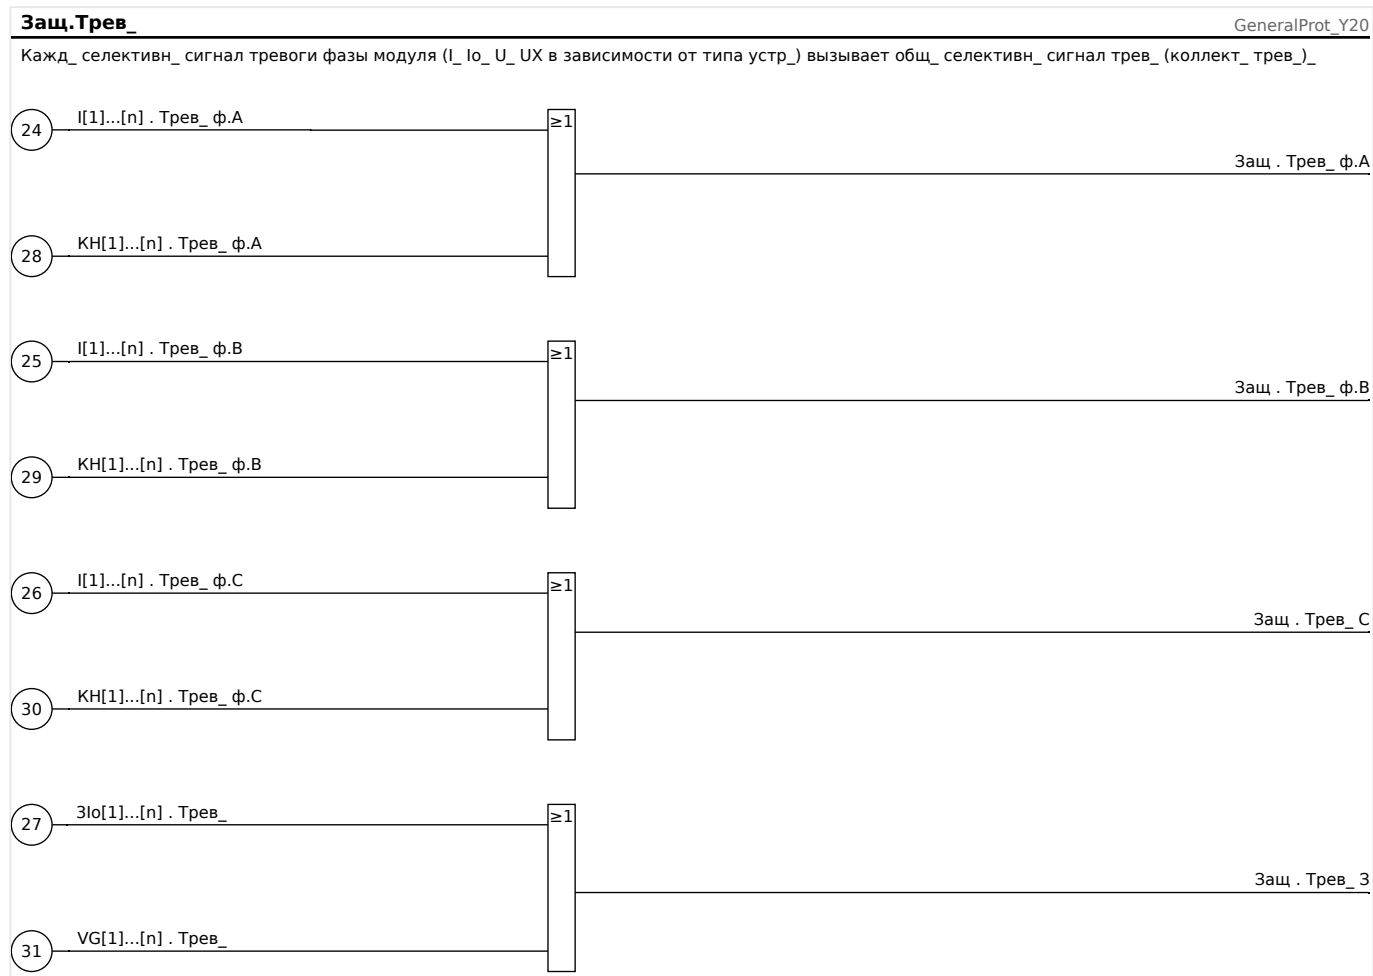 Защ.Трев_
GeneralProt_Y20
Кажд_ селективн_ сигнал тревоги фазы модуля (I_ Io_ U_ UX в зависимости от типа устр_) вызывает общ_ селективн_ сигнал трев_ (коллект_ трев_)_
24
I[1]...[n] . Трев_ ф.A
≥1
Защ . Трев_ ф.A
28
КН[1]...[n] . Трев_ ф.A
25
I[1]...[n] . Трев_ ф.B
≥1
Защ . Трев_ ф.B
29
КН[1]...[n] . Трев_ ф.B
26
I[1]...[n] . Трев_ ф.C
≥1
Защ . Трев_ C
30
КН[1]...[n] . Трев_ ф.C
27
3Io[1]...[n] . Трев_
≥1
Защ . Трев_ З
31
VG[1]...[n] . Трев_